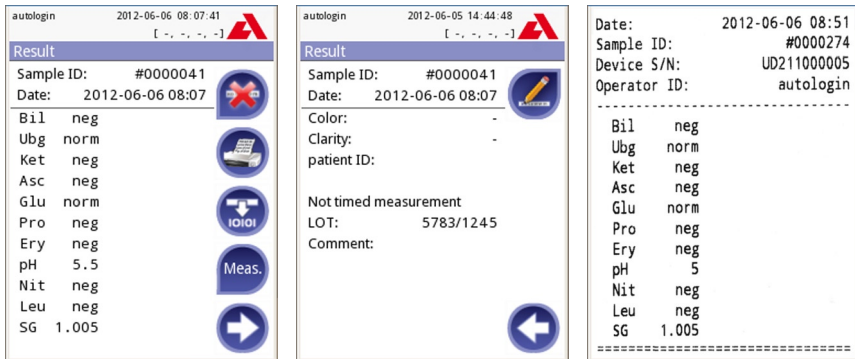 autologin 2012-06-06 08:07:41
[ -, -, -, -]
Result
Sample ID: #0000041
Date: 2012-06-06 08:07
Bil neg
Ubg norm
Ket neg
Asc neg
Glu norm
Pro neg
Ery neg
pH 5.5
Nit neg
Leu neg
SG 1.005
IOIOI
Meas.
autologin 2012-06-05 14:44:48
[ -, -, -, -]
Result
Sample ID: #0000041
Date: 2012-06-06 08:07
Color: -
Clarity: -
patient ID:
Not timed measurement
LOT: 5783/1245
Comment:
Date: 2012-06-06 08:51
Sample ID: #0000274
Device S/N: UD211000005
Operator ID: autologin
Bil neg
Ubg norm
Ket neg
Asc neg
Glu norm
Pro neg
Ery neg
pH 5
Nit neg
Leu neg
SG 1.005